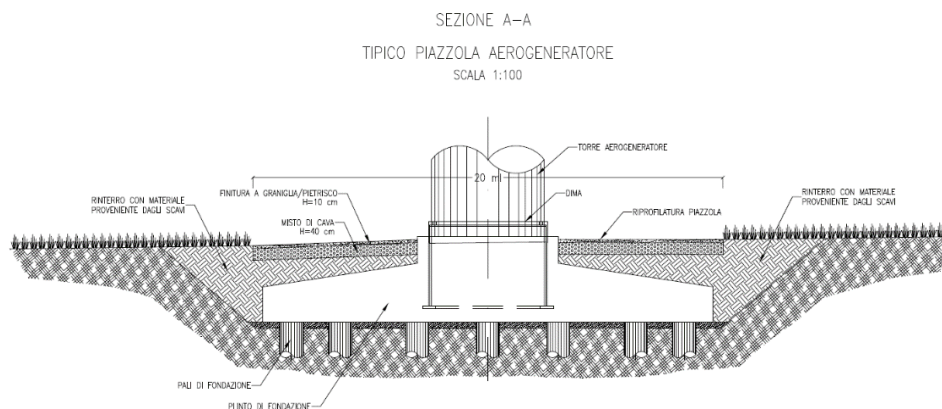 SEZIONE A-A
TIPICO PIAZZOLA AEROGENERATORE
SCALA 1:100
TORRE AEROGENERATORE
20 ml
FINITURA A GRANIGLIA/PIETRISCO
H=10 cm
DIMA
RINTERRO CON MATERIALE
PROVENIENTE DAGLI SCAVI
RIPROFILATURA PIAZZOLA
RINTERRO CON MATERIALE
PROVENIENTE DAGLI SCAVI
MISTO DI CAVA
H=40 cm
PALI DI FONDAZIONE
PLINTO DI FONDAZIONE